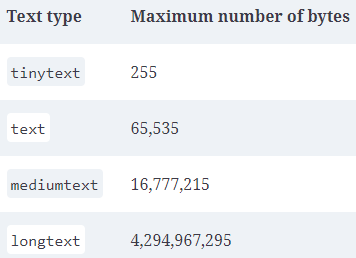 Text type Maximum number of bytes
tinytext 255
text 65,535
mediumtext 16,777,215
longtext 4,294,967,295